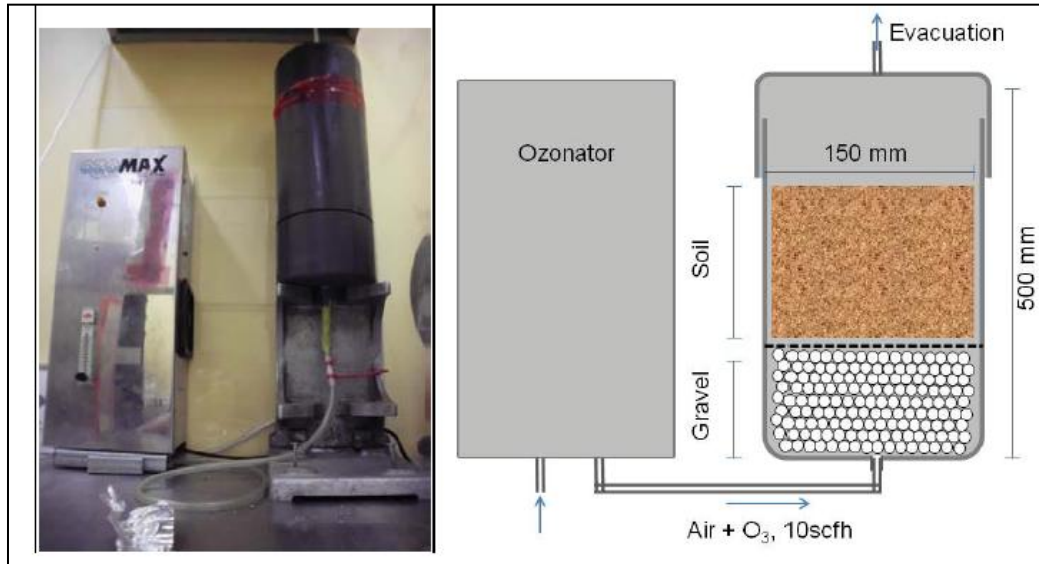 MAX
Evacuation
Ozonator
150 mm
Soil
500 mm
Gravel
Air + O₃, 10scfh